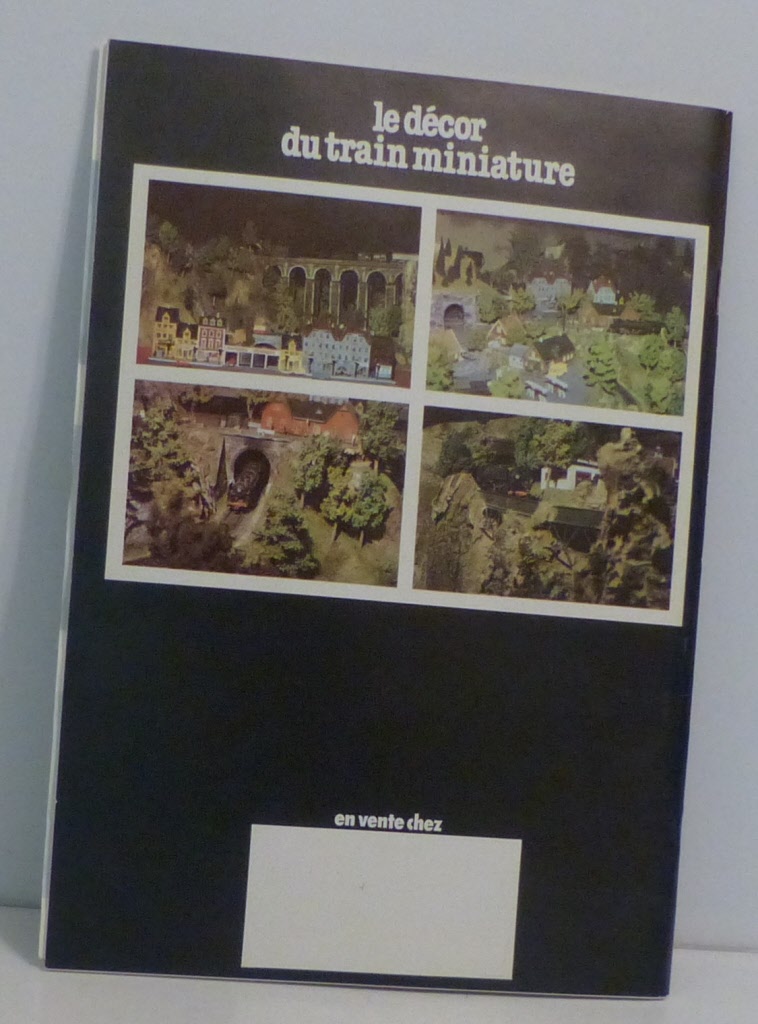 le décor
du train miniature
en vente chez